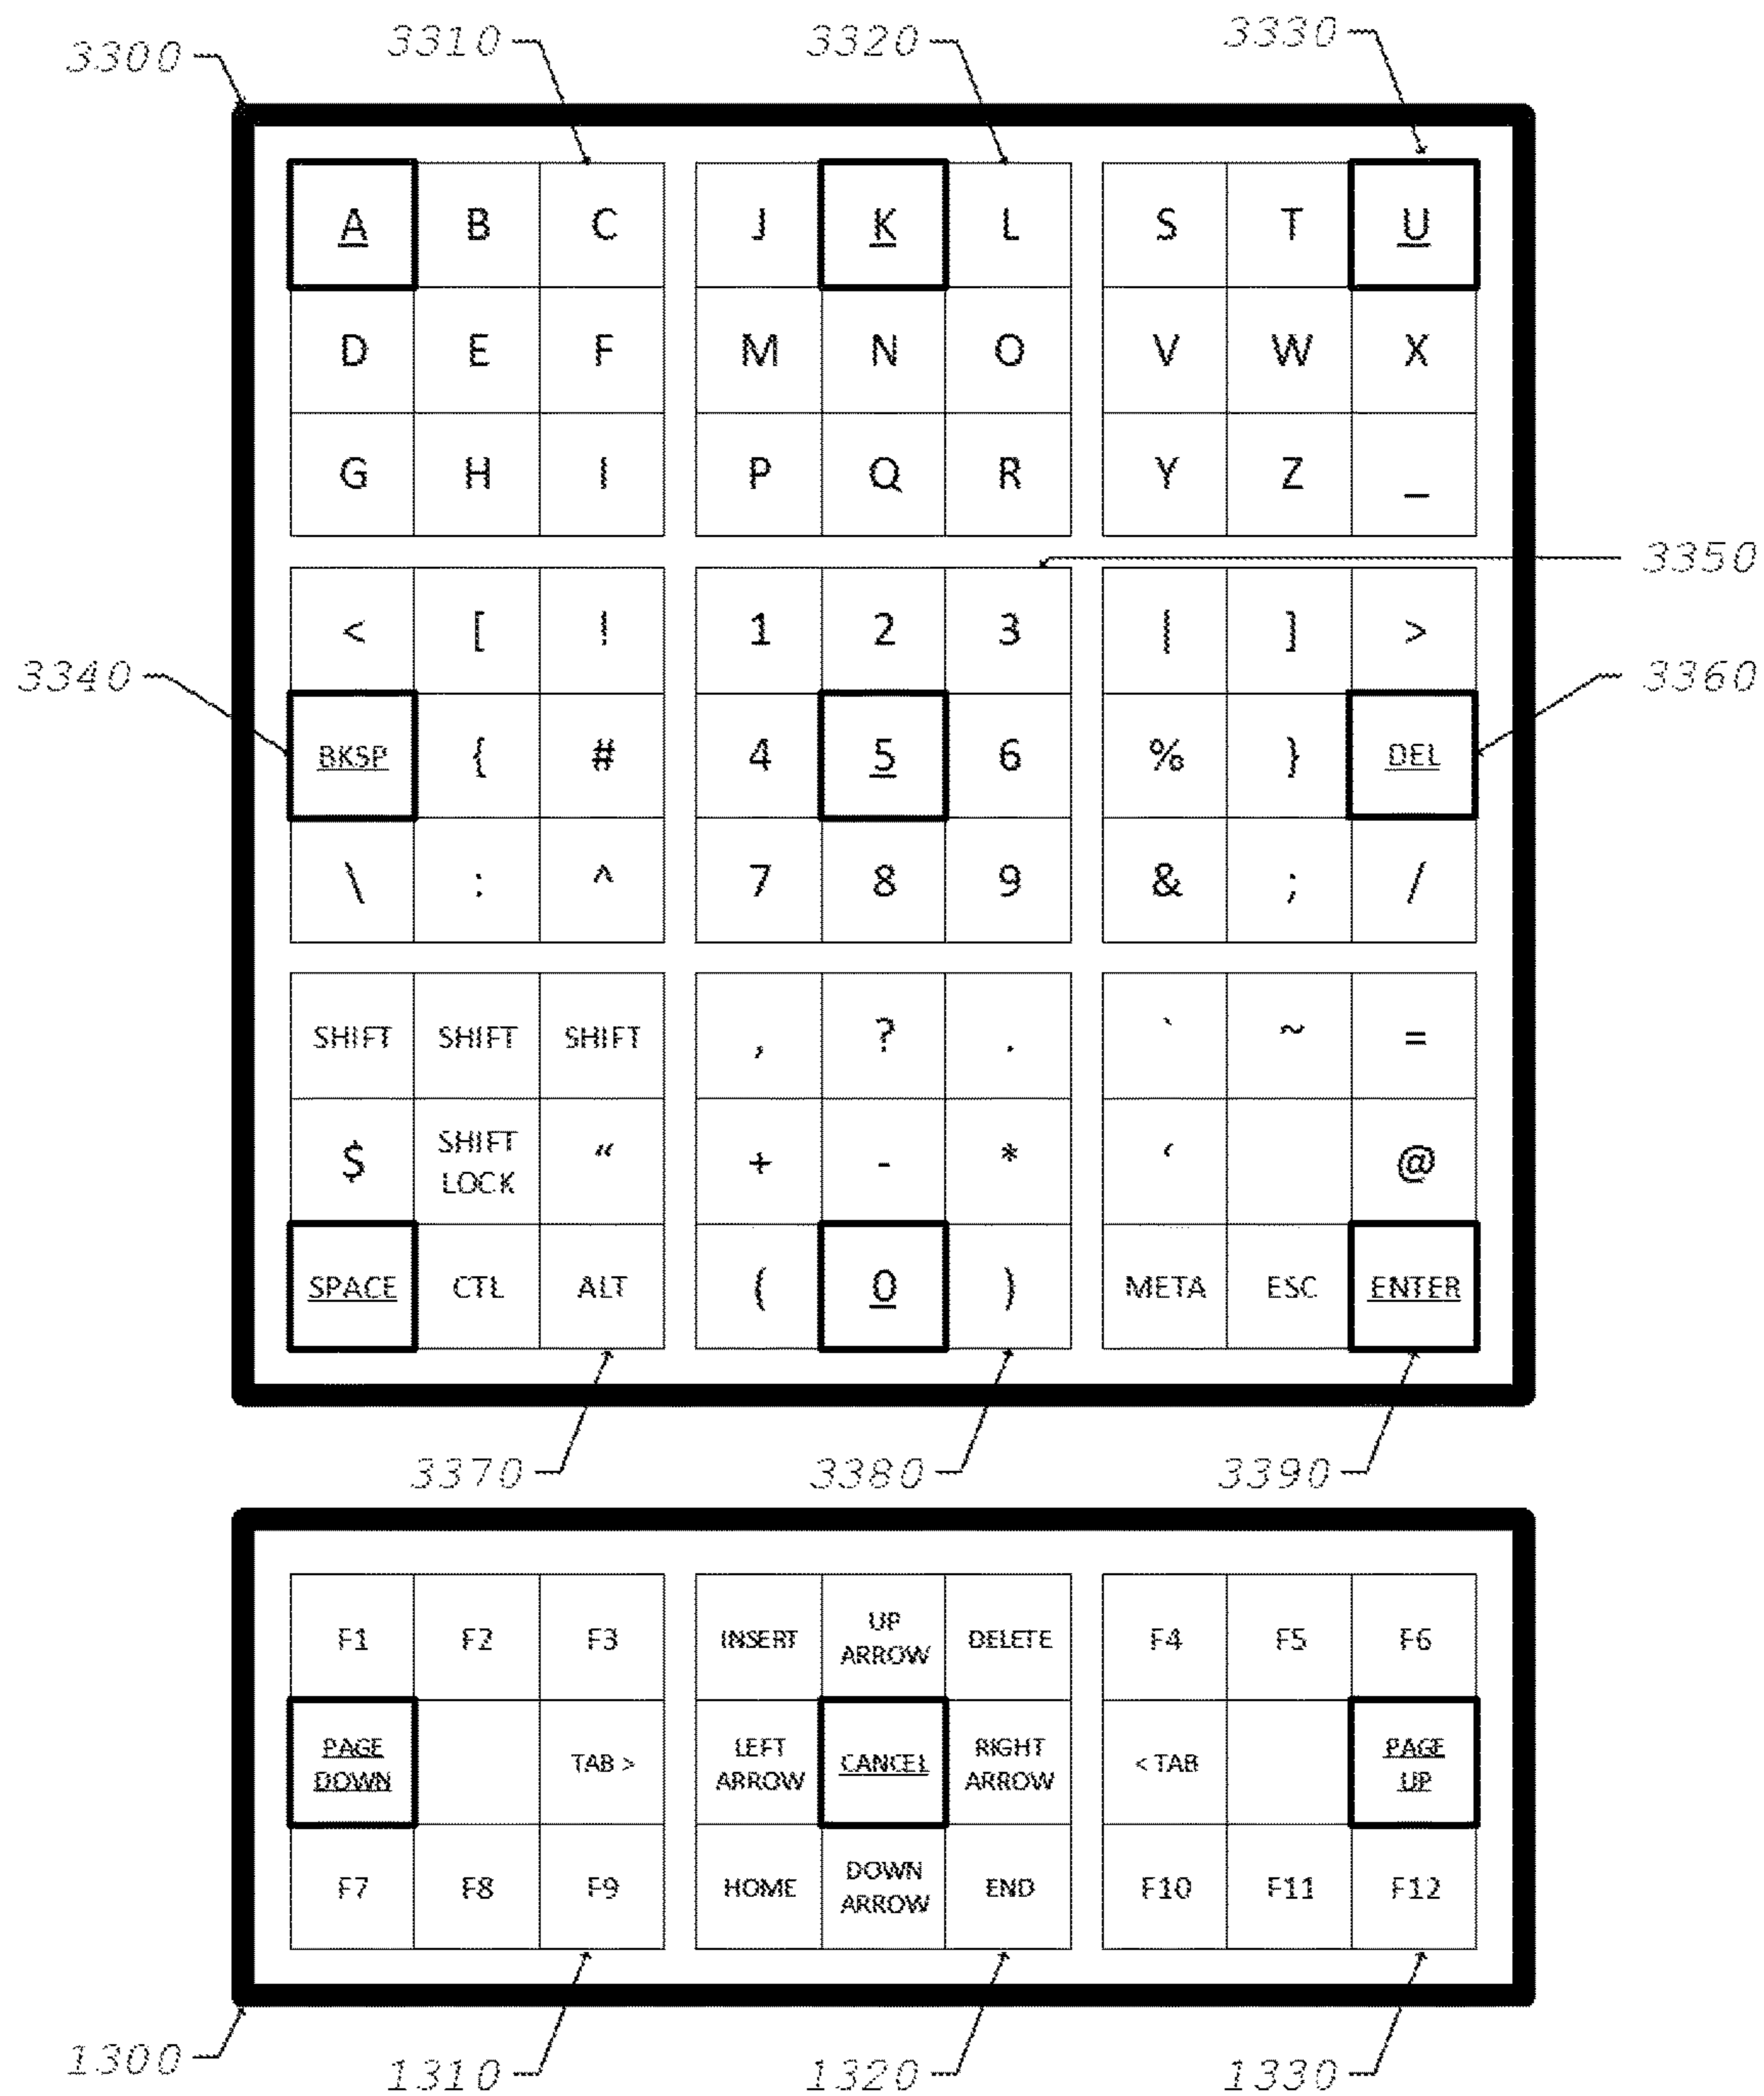 3300 3310 3320 3330
A B C J K L S T U
D E F M N O V W X
G H I P Q R Y Z _
3350
< [ ! 1 2 3 | ] >
3340 3360
BKSP { # 4 5 6 % } DEL
\ : ^ 7 8 9 & ; /
SHIFT SHIFT SHIFT , ? . ` ~ =
$ SHIFT LOCK “ + - * ‘ @
SPACE CTL ALT ( 0 ) META ESC ENTER
3370 3380 3390
F1 F2 F3 INSERT UP ARROW DELETE F4 F5 F6
PAGE DOWN TAB > LEFT ARROW CANCEL RIGHT ARROW < TAB PAGE UP
F7 F8 F9 HOME DOWN ARROW END F10 F11 F12
1300 1310 1320 1330